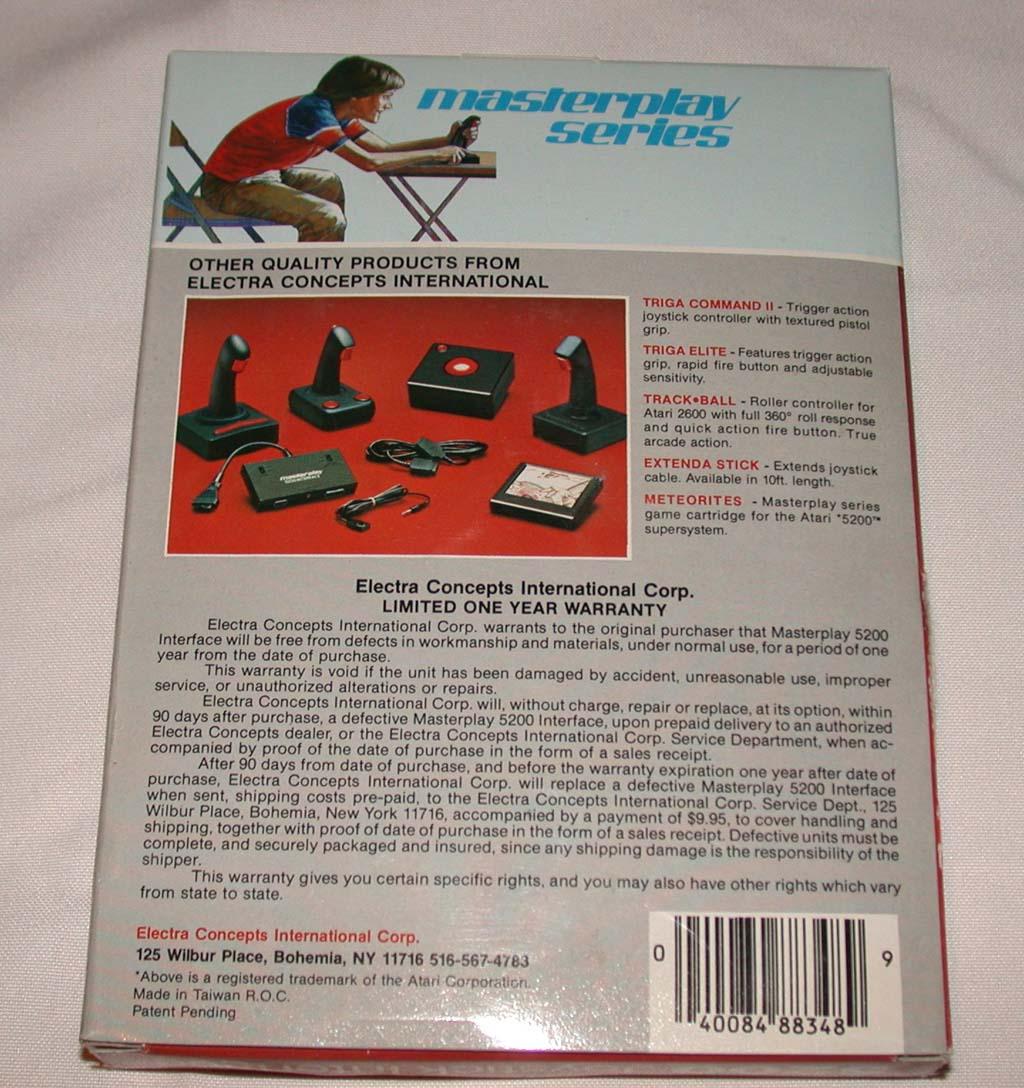 masterplay
series
OTHER QUALITY PRODUCTS FROM
ELECTRA CONCEPTS INTERNATIONAL
TRIGA COMMAND II - Trigger action
joystick controller with textured pistol
grip.
TRIGA ELITE - Features trigger action
grip, rapid fire button and adjustable
sensitivity.
TRACK•BALL - Roller controller for
Atari 2600 with full 360° roll response
and quick action fire button. True
arcade action.
EXTENDA STICK - Extends joystick
cable. Available in 10ft. length.
METEORITES - Masterplay series
game cartridge for the Atari *5200™
supersystem.
masterplay
Electra Concepts International Corp.
LIMITED ONE YEAR WARRANTY
Electra Concepts International Corp. warrants to the original purchaser that Masterplay 5200
Interface will be free from defects in workmanship and materials, under normal use, for a period of one
year from the date of purchase.
This warranty is void if the unit has been damaged by accident, unreasonable use, improper
service, or unauthorized alterations or repairs.
Electra Concepts International Corp. will, without charge, repair or replace, at its option, within
90 days after purchase, a defective Masterplay 5200 Interface, upon prepaid delivery to an authorized
Electra Concepts dealer, or the Electra Concepts International Corp. Service Department, when ac-
companied by proof of the date of purchase in the form of a sales receipt.
After 90 days from date of purchase, and before the warranty expiration one year after date of
purchase, Electra Concepts International Corp. will replace a defective Masterplay 5200 Interface
when sent, shipping costs pre-paid, to the Electra Concepts International Corp. Service Dept., 125
Wilbur Place, Bohemia, New York 11716, accompanied by a payment of $9.95, to cover handling and
shipping, together with proof of date of purchase in the form of a sales receipt. Defective units must be
complete, and securely packaged and insured, since any shipping damage is the responsibility of the
shipper.
This warranty gives you certain specific rights, and you may also have other rights which vary
from state to state.
Electra Concepts International Corp.
125 Wilbur Place, Bohemia, NY 11716 516-567-4783
*Above is a registered trademark of the Atari Corporation.
Made in Taiwan R.O.C.
Patent Pending
0 40084 88348 9